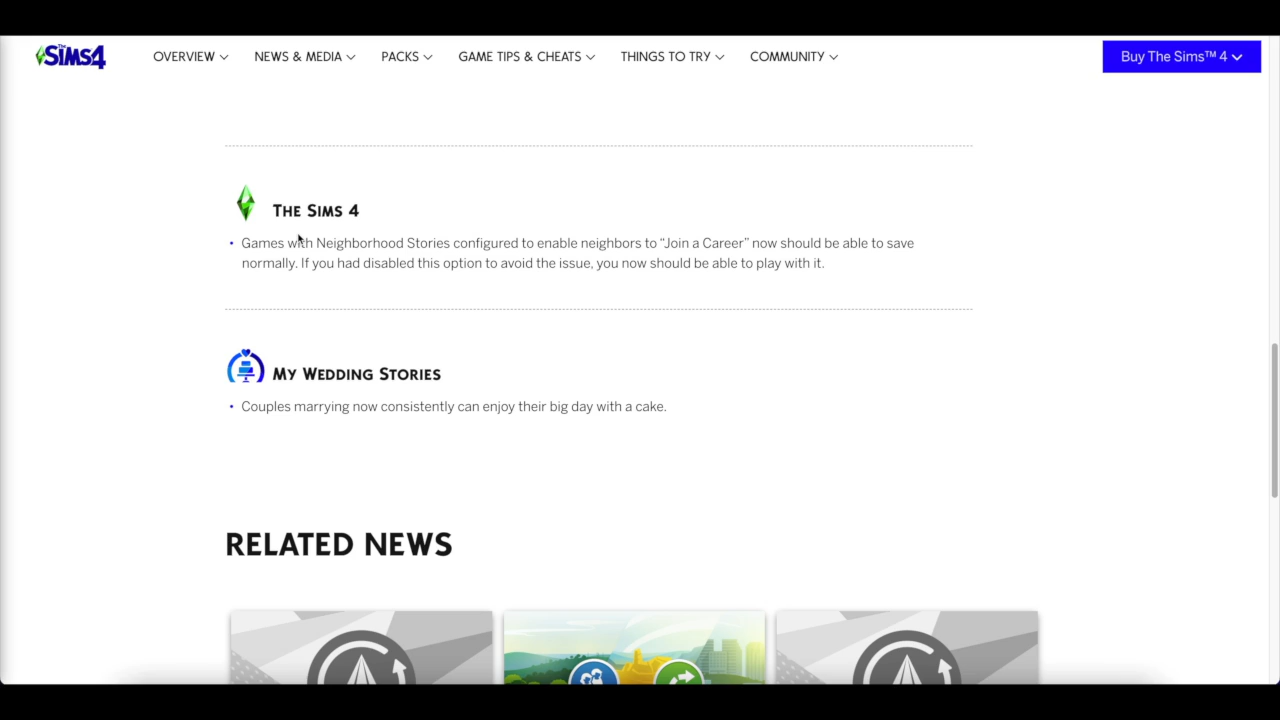 The SIMS4
OVERVIEW
NEWS & MEDIA
PACKS
GAME TIPS & CHEATS
THINGS TO TRY
COMMUNITY
Buy The Sims™ 4
The Sims 4
• Games with Neighborhood Stories configured to enable neighbors to “Join a Career” now should be able to save
normally. If you had disabled this option to avoid the issue, you now should be able to play with it.
My Wedding Stories
• Couples marrying now consistently can enjoy their big day with a cake.
RELATED NEWS